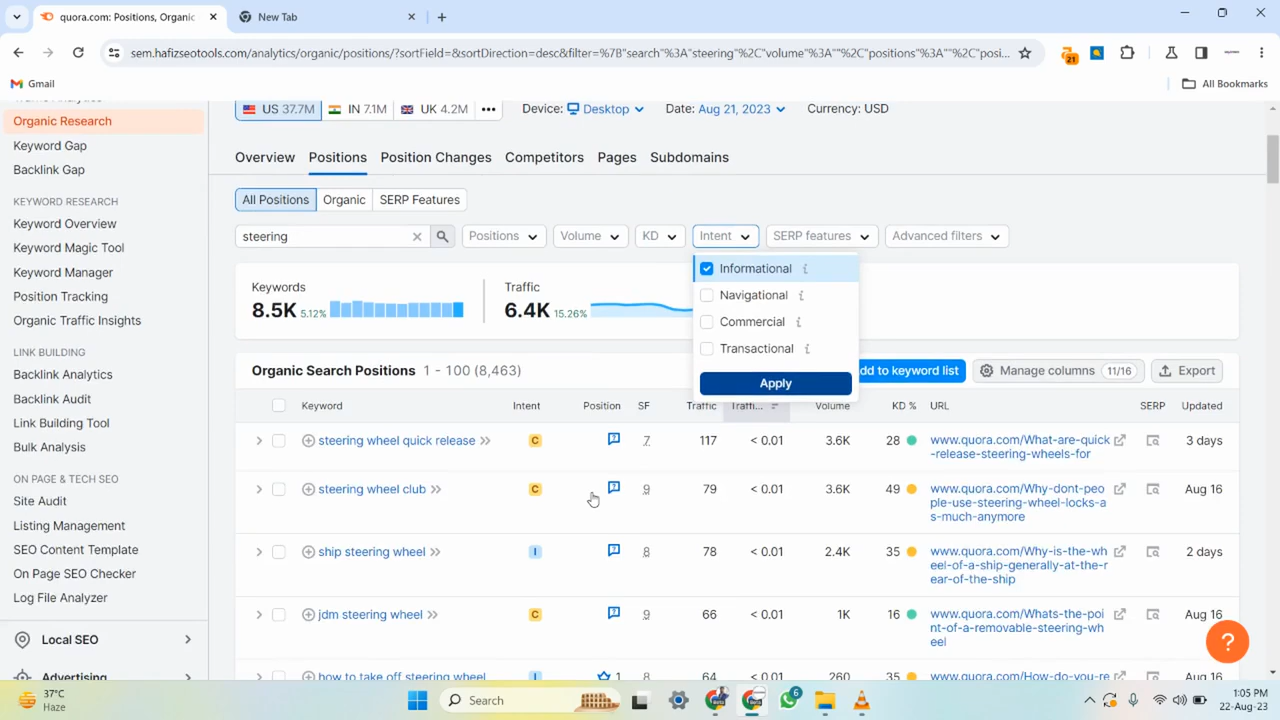 quora.com: Positions, Organic
New Tab
sem.hafizseotools.com/analytics/organic/positions/?sortField=&sortDirection=desc&filter=%7B"search%3A"steering"%2C"volume%3A""%2C"positions%3A""%2C"posi...
21
Gmail
All Bookmarks
Organic Research
Keyword Gap
Backlink Gap
KEYWORD RESEARCH
Keyword Overview
Keyword Magic Tool
Keyword Manager
Position Tracking
Organic Traffic Insights
LINK BUILDING
Backlink Analytics
Backlink Audit
Link Building Tool
Bulk Analysis
ON PAGE & TECH SEO
Site Audit
Listing Management
SEO Content Template
On Page SEO Checker
Log File Analyzer
Local SEO
Advertising
US 37.7M IN 7.1M UK 4.2M ••• Device: Desktop Date: Aug 21, 2023 Currency: USD
Overview Positions Position Changes Competitors Pages Subdomains
All Positions Organic SERP Features
steering Positions Volume KD Intent SERP features Advanced filters
Informational i
Navigational i
Commercial i
Transactional i
Apply
Keywords
8.5K 5.12%
Traffic
6.4K 15.26%
Organic Search Positions 1 - 100 (8,463) dd to keyword list Manage columns 11/16 Export
Keyword Intent Position SF Traffic Traffi... Volume KD % URL SERP Updated
steering wheel quick release C 7 117 < 0.01 3.6K 28 www.quora.com/What-are-quick 3 days
-release-steering-wheels-for
steering wheel club C 9 79 < 0.01 3.6K 49 www.quora.com/Why-dont-peo Aug 16
ple-use-steering-wheel-locks-a
s-much-anymore
ship steering wheel I 8 78 < 0.01 2.4K 35 www.quora.com/Why-is-the-wh 2 days
eel-of-a-ship-generally-at-the-r
ear-of-the-ship
jdm steering wheel C 9 66 < 0.01 1K 16 www.quora.com/Whats-the-poi Aug 16
nt-of-a-removable-steering-wh
eel
how to take off steering wheel I 1 8 64 < 0.01 260 35 www.quora.com/How-do-you-re Aug 16
?
37°C
Haze
Search
6
1:05 PM
22-Aug-23